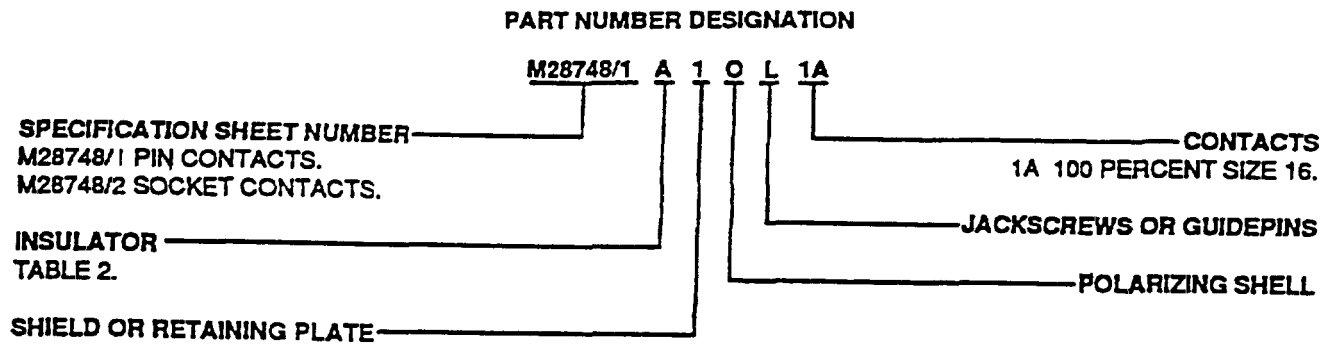 PART NUMBER DESIGNATION
M28748/1 A 1 O L 1A
SPECIFICATION SHEET NUMBER
M28748/1 PIN CONTACTS.
M28748/2 SOCKET CONTACTS.
CONTACTS
1A 100 PERCENT SIZE 16.
JACKSCREWS OR GUIDEPINS
INSULATOR
TABLE 2.
POLARIZING SHELL
SHIELD OR RETAINING PLATE